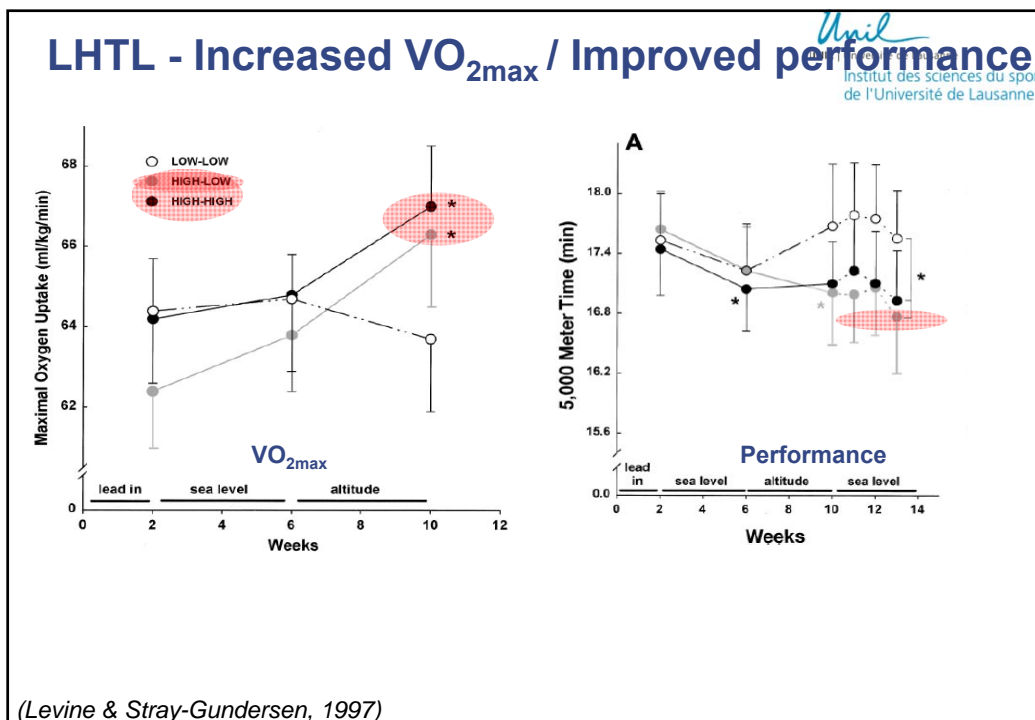 LHTL - Increased VO2max / Improved performance
Unil
Institut des sciences du spor
de l'Université de Lausanne
LOW-LOW
HIGH-LOW
HIGH-HIGH
Maximal Oxygen Uptake (ml/kg/min)
68
66
64
62
0
*
*
VO2max
lead in
sea level
altitude
0
2
4
6
8
10
12
Weeks
A
5,000 Meter Time (min)
18.0
17.4
16.8
16.2
15.6
0.0
*
*
*
Performance
lead
in
sea level
altitude
sea level
0
2
4
6
8
10
12
14
Weeks
(Levine & Stray-Gundersen, 1997)